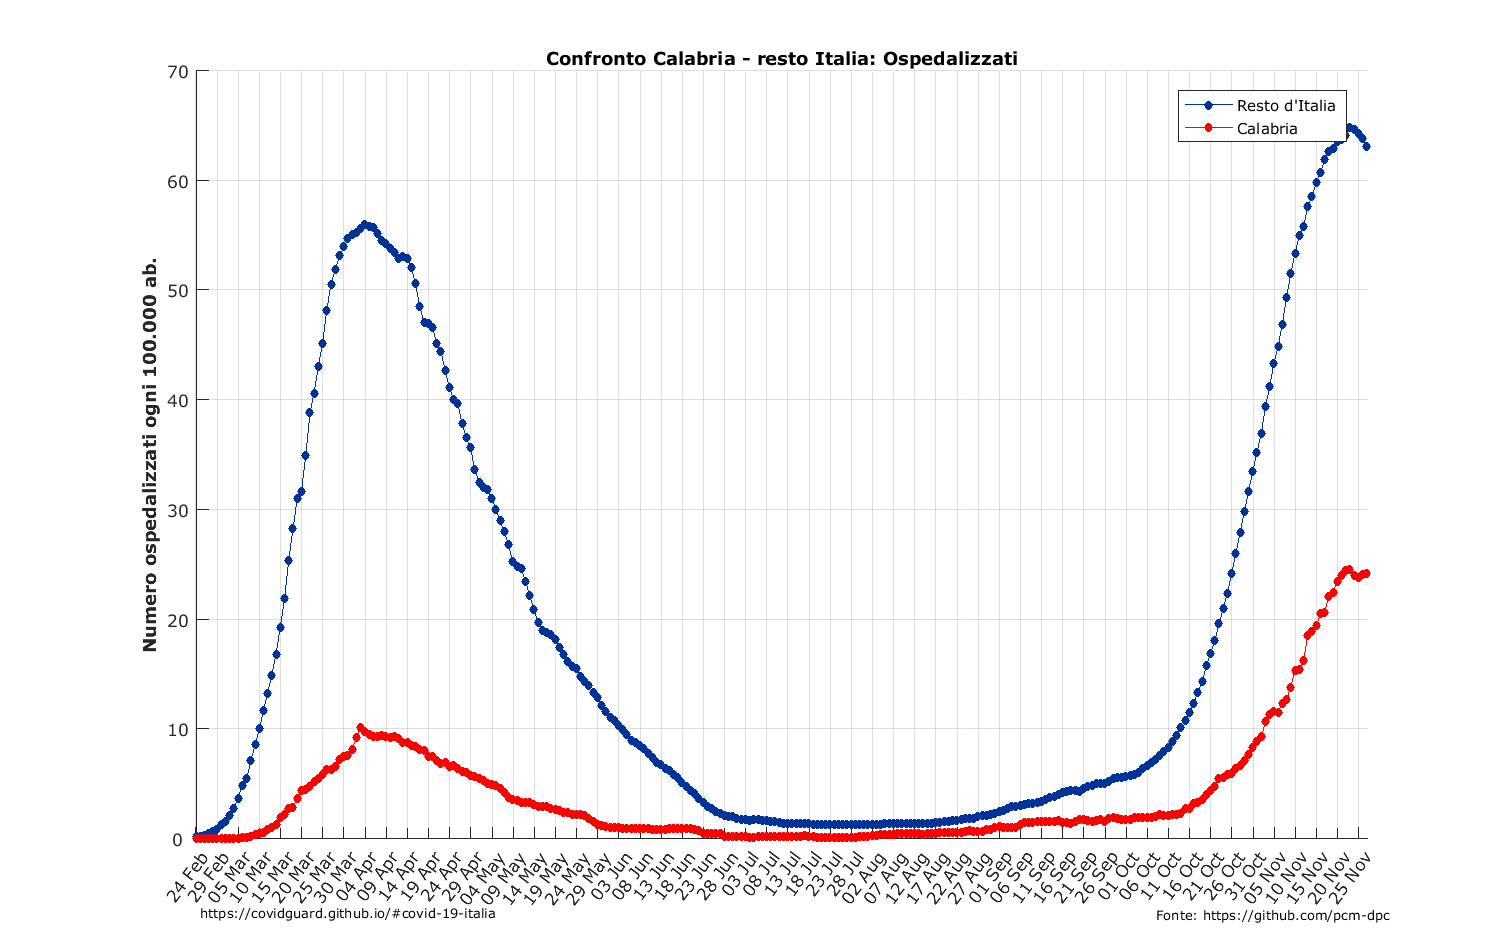 Confronto Calabria - resto Italia: Ospedalizzati
Resto d'Italia
Calabria
Numero ospedalizzati ogni 100.000 ab.
70
60
50
40
30
20
10
0
24 Feb
29 Feb
05 Mar
10 Mar
15 Mar
20 Mar
25 Mar
30 Mar
04 Apr
09 Apr
14 Apr
19 Apr
24 Apr
29 Apr
04 May
09 May
14 May
19 May
24 May
29 May
03 Jun
08 Jun
13 Jun
18 Jun
23 Jun
28 Jun
03 Jul
08 Jul
13 Jul
18 Jul
23 Jul
28 Jul
02 Aug
07 Aug
12 Aug
17 Aug
22 Aug
27 Aug
01 Sep
06 Sep
11 Sep
16 Sep
21 Sep
26 Sep
01 Oct
06 Oct
11 Oct
16 Oct
21 Oct
26 Oct
31 Oct
05 Nov
10 Nov
15 Nov
20 Nov
25 Nov
https://covidguard.github.io/#covid-19-italia
Fonte: https://github.com/pcm-dpc